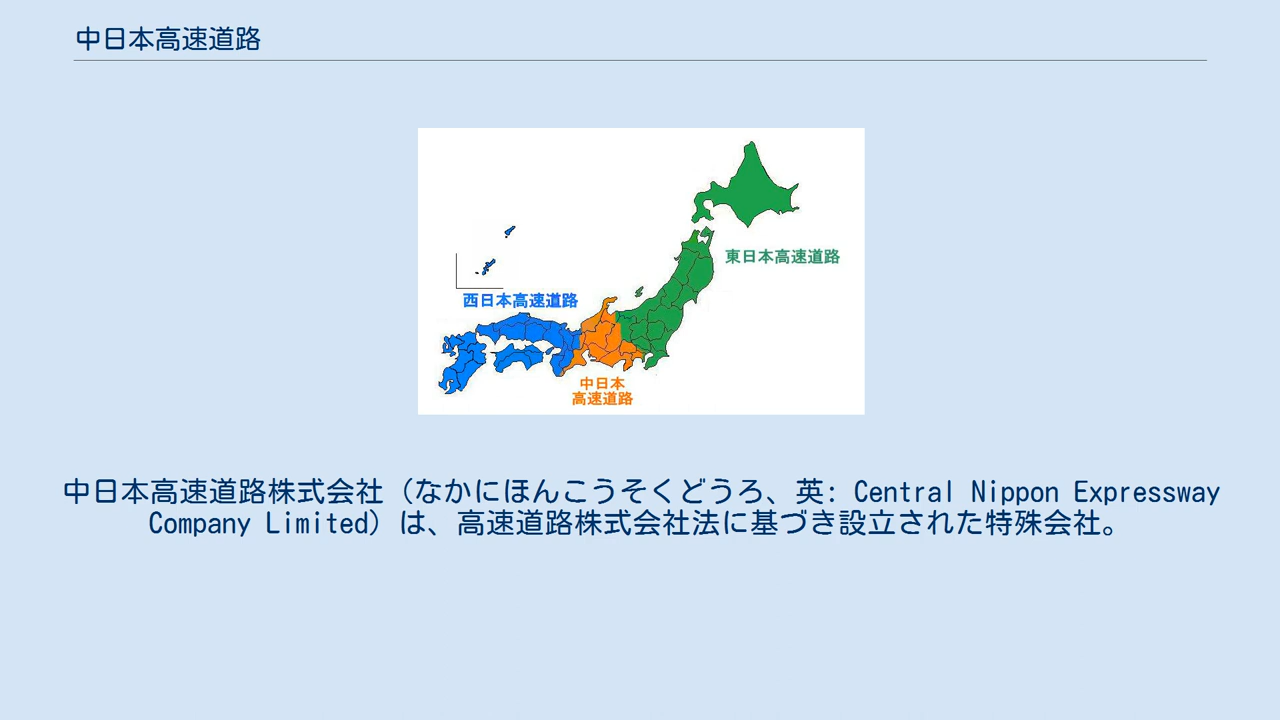 中日本高速道路
東日本高速道路
西日本高速道路
中日本
高速道路
中日本高速道路株式会社（なかにほんこうそくどうろ、英: Central Nippon Expressway
Company Limited）は、高速道路株式会社法に基づき設立された特殊会社。